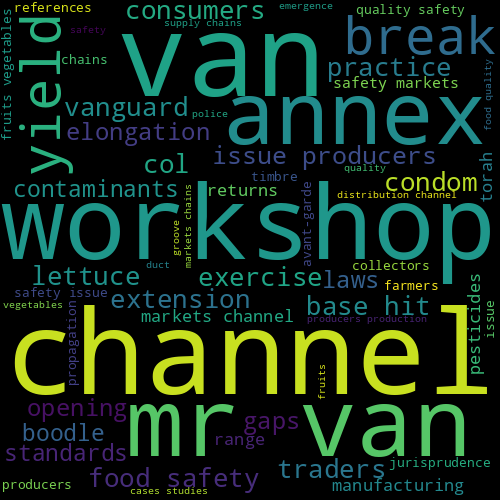 references
emergence
consumers
supply chains
quality safety
van
break
fruits vegetables
yield
safety
chains
practice
safety markets
food quality
annex
vanguard
police
elongation
issue producers
col
quality
torah
contaminants
returns
timbre
condom
avant garde
distribution channel
workshop
groove
markets chains
duct
collectors
lettuce
exercise
laws
farmers
safety issue
extension
base hit
pesticides
issue
vegetables
markets channel
producers production
propagation
channel
fruits
opening
mr van
gaps
boodle
range
standards
food safety
traders
jurisprudence
producers
cases studies
manufacturing